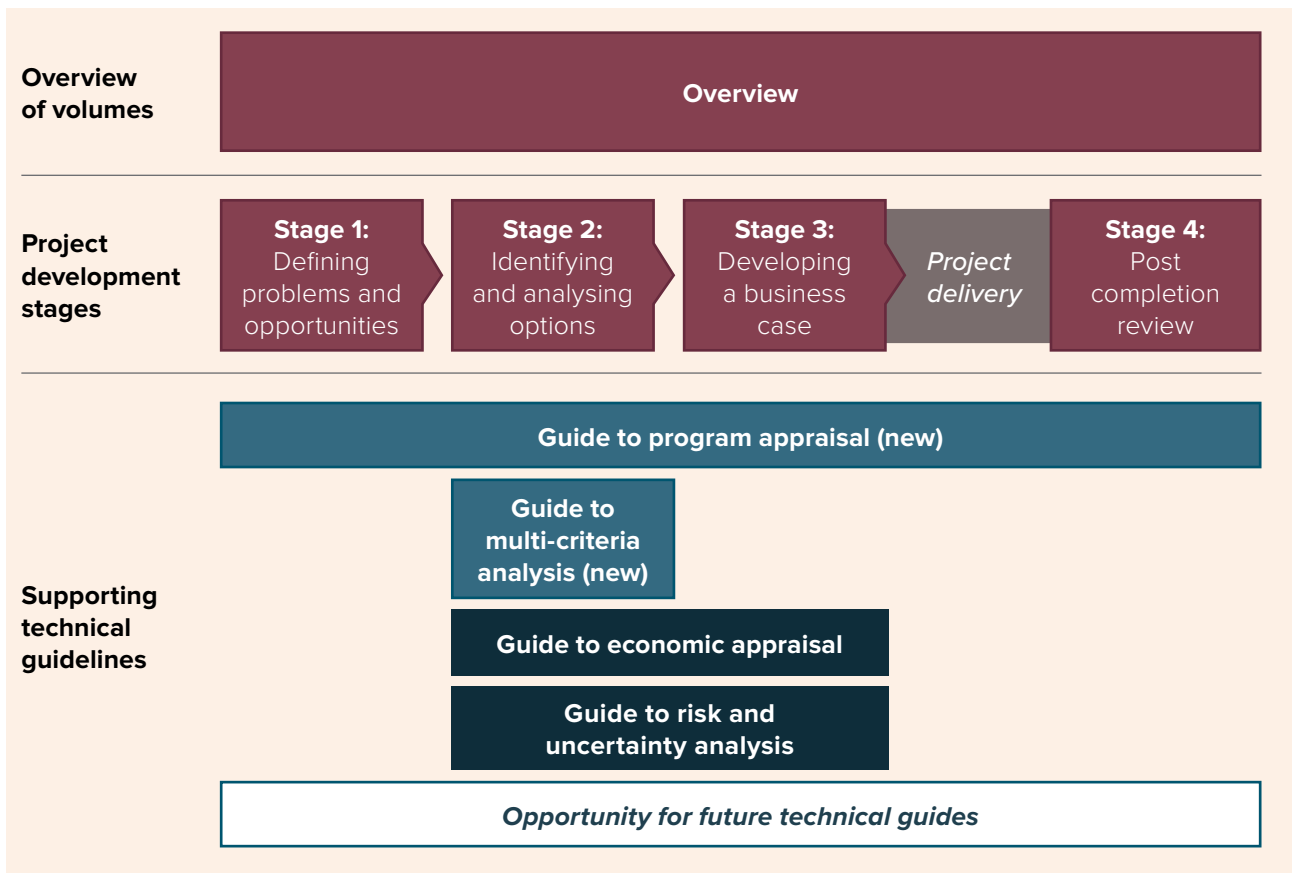 Overview
of volumes
Overview
Project
development
stages
Stage 1:
Defining
problems and
opportunities
Stage 2:
Identifying
and analysing
options
Stage 3:
Developing
a business
case
Project
delivery
Stage 4:
Post
completion
review
Supporting
technical
guidelines
Guide to program appraisal (new)
Guide to
multi-criteria
analysis (new)
Guide to economic appraisal
Guide to risk and
uncertainty analysis
Opportunity for future technical guides